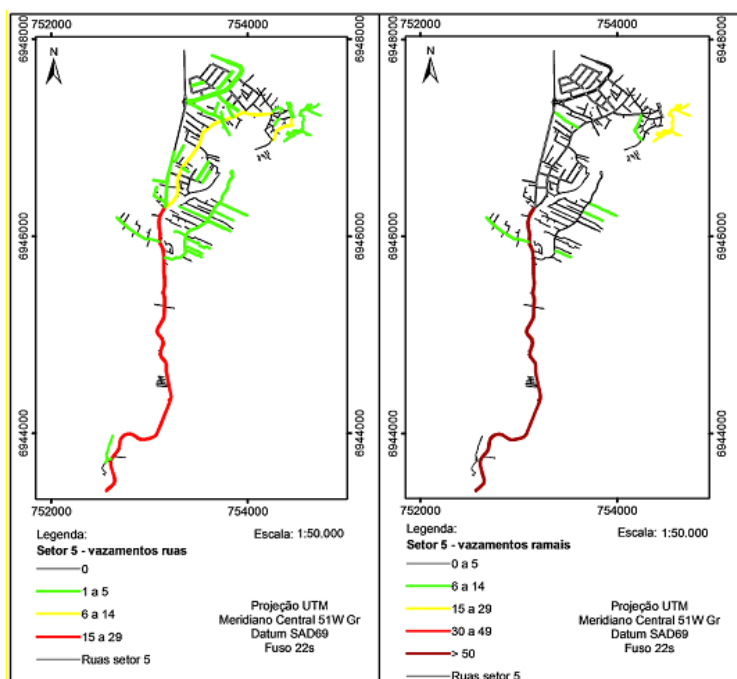 752000
754000
6948000
6948000
N
6946000
6946000
6944000
6944000
752000
754000
Legenda:
Escala: 1:50.000
Setor 5 - vazamentos ruas
0
1 a 5
6 a 14
15 a 29
Ruas setor 5
Projeção UTM
Meridiano Central 51W Gr
Datum SAD69
Fuso 22s
752000
754000
6948000
6948000
N
6946000
6946000
6944000
6944000
752000
754000
Legenda:
Escala: 1:50.000
Setor 5 - vazamentos ramais
0 a 5
6 a 14
15 a 29
30 a 49
> 50
Ruas setor 5
Projeção UTM
Meridiano Central 51W Gr
Datum SAD69
Fuso 22s